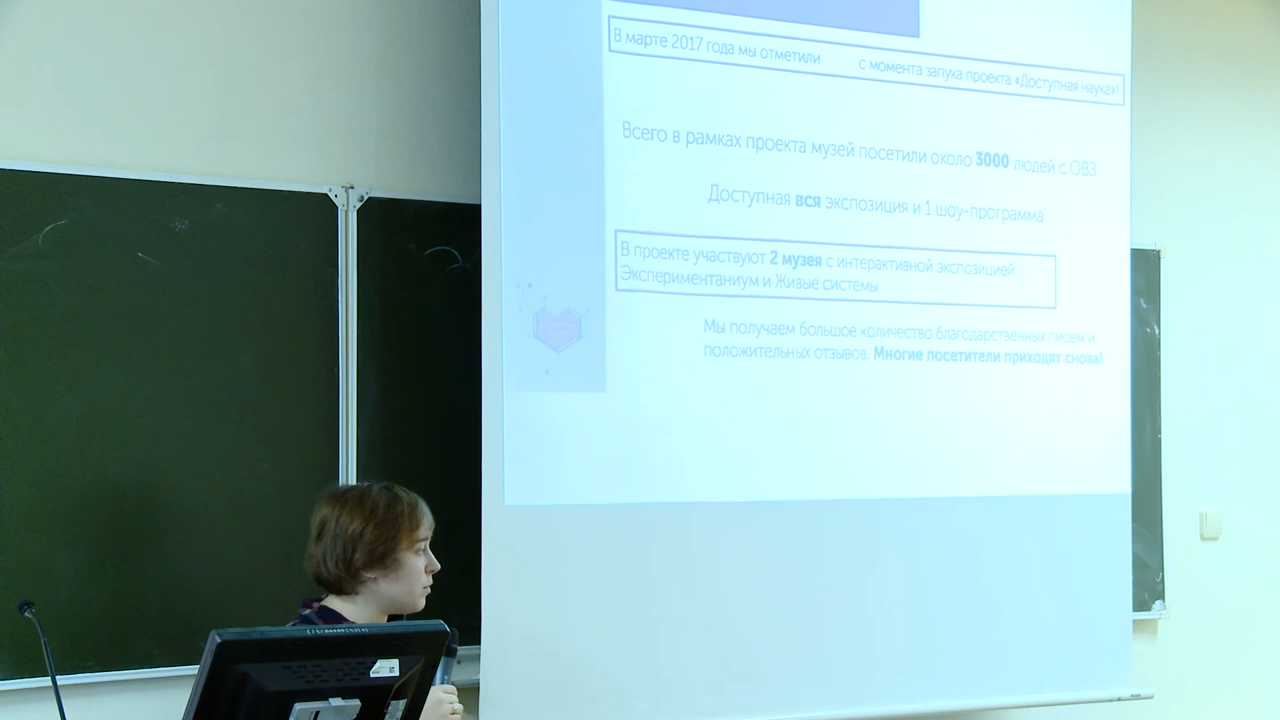 В марте 2017 года мы отметили с момента запука проекта «Доступная наука»!
Всего в рамках проекта музей посетили около 3000 людей с ОВЗ
Доступная вся экспозиция и 1 шоу-программа
В проекте участвуют 2 музея с интерактивной экспозицией :
Экспериментаниум и Живые системы
Мы получаем большое количество благодарственных писем и
положительных отзывов. Многие посетители приходят снова!